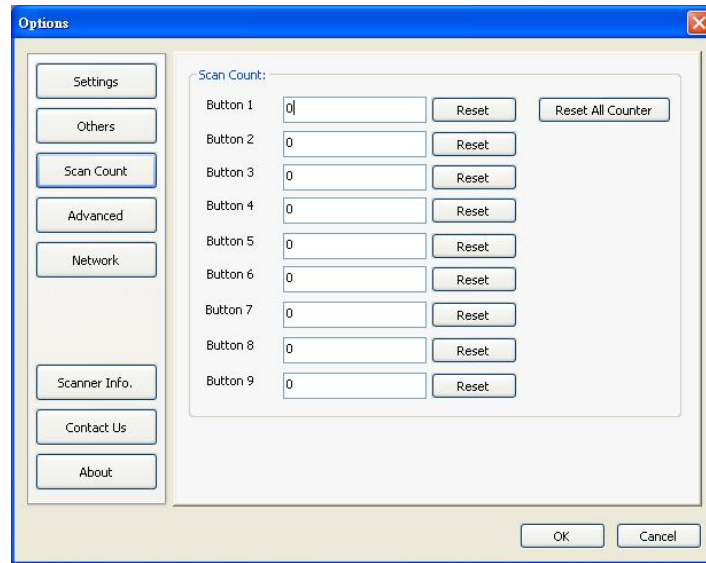 Options
Settings
Others
Scan Count
Advanced
Network
Scanner Info.
Contact Us
About
Scan Count:
Button 1 0 Reset Reset All Counter
Button 2 0 Reset
Button 3 0 Reset
Button 4 0 Reset
Button 5 0 Reset
Button 6 0 Reset
Button 7 0 Reset
Button 8 0 Reset
Button 9 0 Reset
OK Cancel